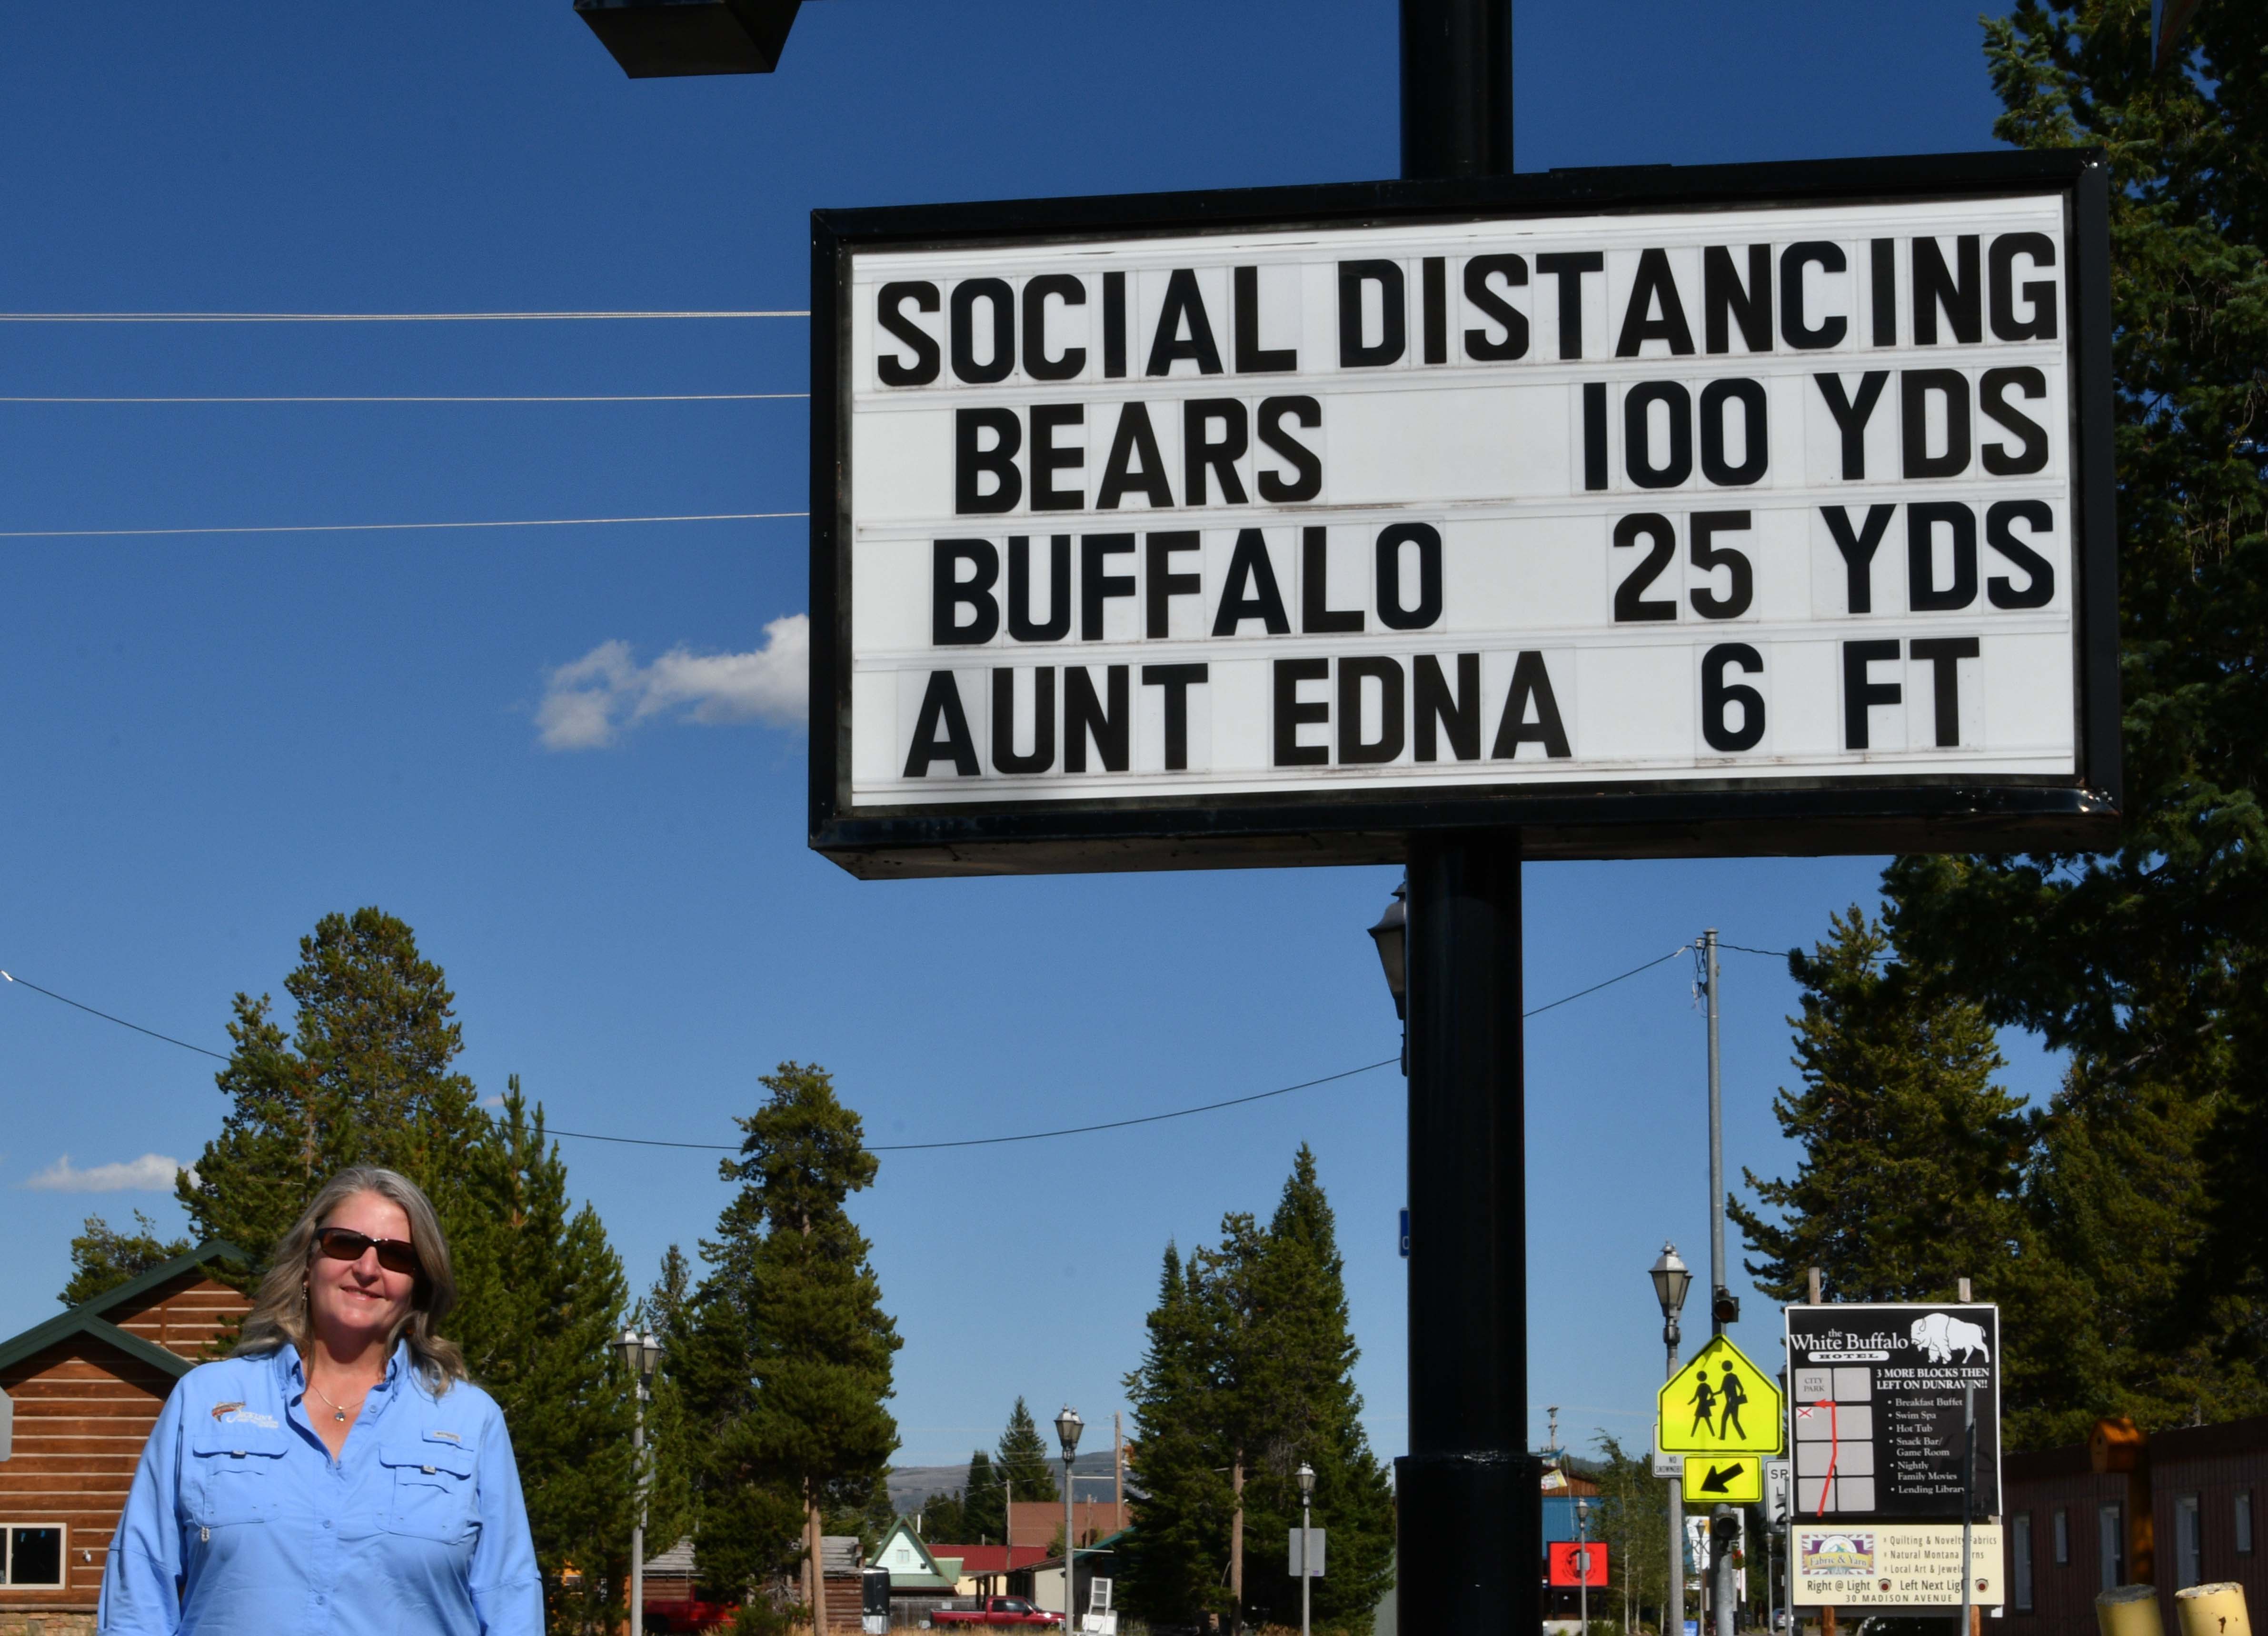 SOCIAL DISTANCING
BEARS 100 YDS
BUFFALO 25 YDS
AUNT EDNA 6 FT
the
White Buffalo
HOTEL
3 MORE BLOCKS THEN
LEFT ON DUNRAVEN!!
CITY
PARK
• Breakfast Buffet
• Swim Spa
• Hot Tub
• Snack Bar/
Game Room
• Nightly
Family Movies
• Lending Library
Fabric & Yarn
Quilting & Novelty Fabrics
Natural Montana
Local Art &
Right @ Light Left Next Light
30 MADISON AVENUE
NO
SP
L
2